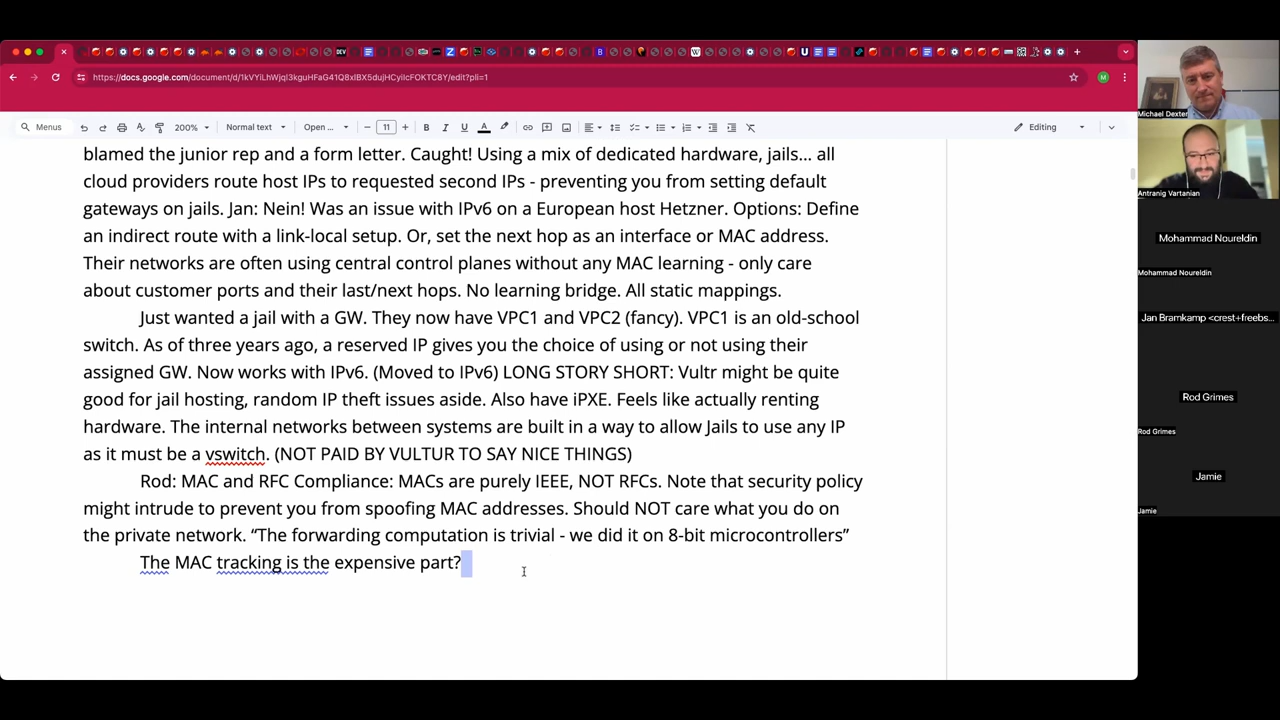 https://docs.google.com/document/d/1kVYiLhWjqI3kguHFaG41Q8xIBX5dujHCyiIcFOKTC8Y/edit?pli=1
Menus 200% Normal text Open ... 11 B I U A Editing
blamed the junior rep and a form letter. Caught! Using a mix of dedicated hardware, jails... all
cloud providers route host IPs to requested second IPs - preventing you from setting default
gateways on jails. Jan: Nein! Was an issue with IPv6 on a European host Hetzner. Options: Define
an indirect route with a link-local setup. Or, set the next hop as an interface or MAC address.
Their networks are often using central control planes without any MAC learning - only care
about customer ports and their last/next hops. No learning bridge. All static mappings.
Just wanted a jail with a GW. They now have VPC1 and VPC2 (fancy). VPC1 is an old-school
switch. As of three years ago, a reserved IP gives you the choice of using or not using their
assigned GW. Now works with IPv6. (Moved to IPv6) LONG STORY SHORT: Vultr might be quite
good for jail hosting, random IP theft issues aside. Also have iPXE. Feels like actually renting
hardware. The internal networks between systems are built in a way to allow Jails to use any IP
as it must be a vswitch. (NOT PAID BY VULTUR TO SAY NICE THINGS)
Rod: MAC and RFC Compliance: MACs are purely IEEE, NOT RFCs. Note that security policy
might intrude to prevent you from spoofing MAC addresses. Should NOT care what you do on
the private network. “The forwarding computation is trivial - we did it on 8-bit microcontrollers”
The MAC tracking is the expensive part?
Michael Dexter
Antranig Vartanian
Mohammad Noureldin
Mohammad Noureldin
Jan Bramkamp <crest+freebs...
Rod Grimes
Rod Grimes
Jamie
Jamie